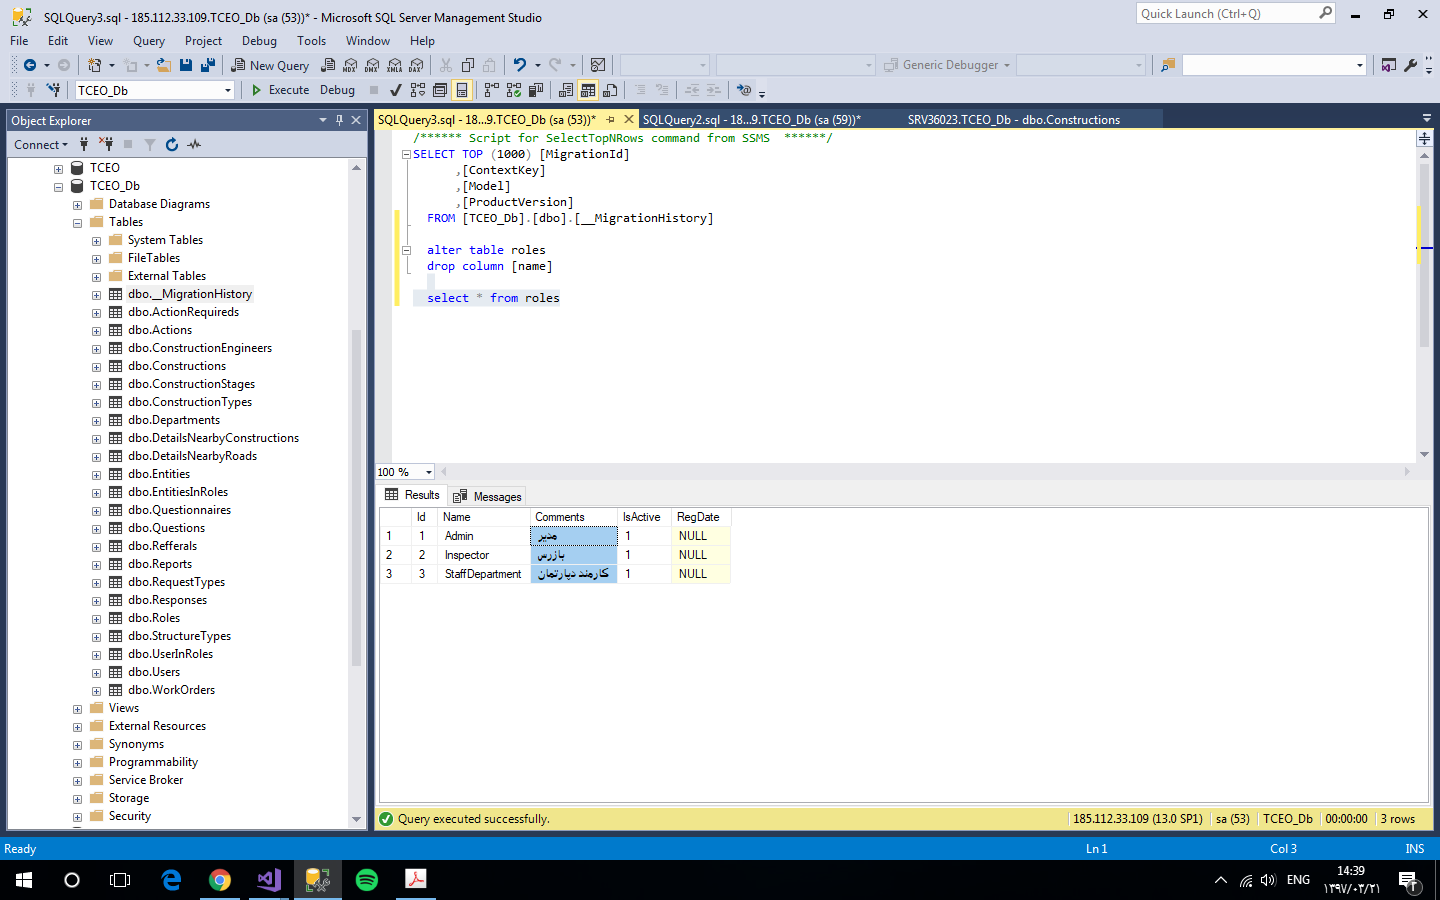 SQLQuery3.sql - 185.112.33.109.TCEO_Db (sa (53))* - Microsoft SQL Server Management Studio
Quick Launch (Ctrl+Q)
File Edit View Query Project Debug Tools Window Help
New Query
MDX DMX XMLA DAX
Generic Debugger
TCEO_Db
Execute Debug
Object Explorer
Connect
TCEO
TCEO_Db
Database Diagrams
Tables
System Tables
FileTables
External Tables
dbo.__MigrationHistory
dbo.ActionRequireds
dbo.Actions
dbo.ConstructionEngineers
dbo.Constructions
dbo.ConstructionStages
dbo.ConstructionTypes
dbo.Departments
dbo.DetailsNearbyConstructions
dbo.DetailsNearbyRoads
dbo.Entities
dbo.EntitiesInRoles
dbo.Questionnaires
dbo.Questions
dbo.Refferals
dbo.Reports
dbo.RequestTypes
dbo.Responses
dbo.Roles
dbo.StructureTypes
dbo.UserInRoles
dbo.Users
dbo.WorkOrders
Views
External Resources
Synonyms
Programmability
Service Broker
Storage
Security
SQLQuery3.sql - 18...9.TCEO_Db (sa (53))* SQLQuery2.sql - 18...9.TCEO_Db (sa (59))* SRV36023.TCEO_Db - dbo.Constructions
/****** Script for SelectTopNRows command from SSMS ******/
SELECT TOP (1000) [MigrationId]
,[ContextKey]
,[Model]
,[ProductVersion]
FROM [TCEO_Db].[dbo].[__MigrationHistory]
alter table roles
drop column [name]
select * from roles
100 %
Results Messages
Id Name Comments IsActive RegDate
1 1 Admin مدیر 1 NULL
2 2 Inspector بازرس 1 NULL
3 3 StaffDepartment کارمند دپارتمان 1 NULL
Query executed successfully. 185.112.33.109 (13.0 SP1) sa (53) TCEO_Db 00:00:00 3 rows
Ready Ln 1 Col 3 INS
ENG 14:39
۱۳۹۷/۰۳/۲۱